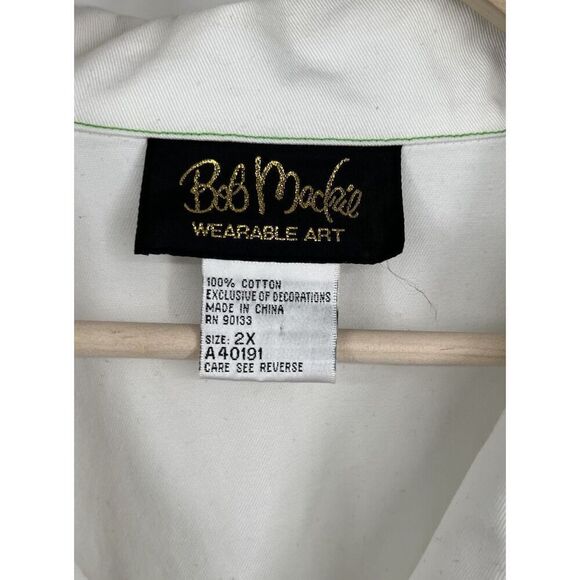 Bob Mackie
WEARABLE ART
100% COTTON
EXCLUSIVE OF DECORATIONS
MADE IN CHINA
RN 90133
SIZE: 2X
A40191
CARE SEE REVERSE